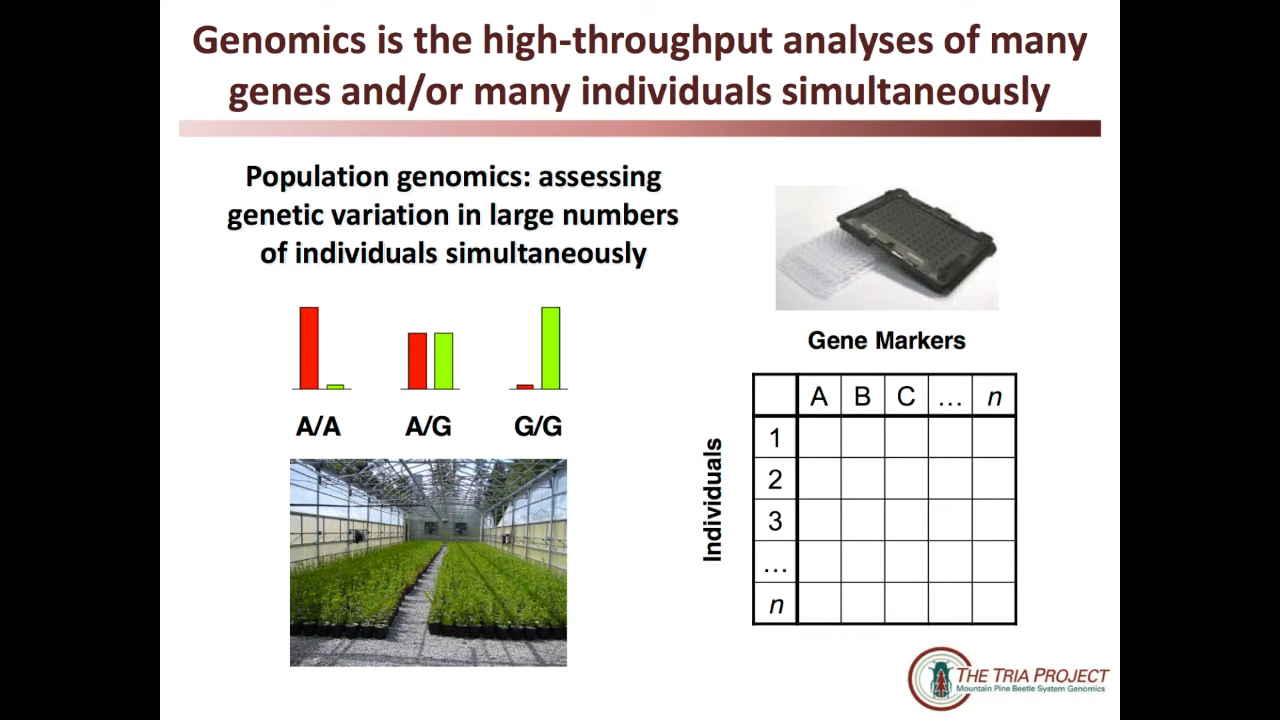 Genomics is the high-throughput analyses of many
genes and/or many individuals simultaneously
Population genomics: assessing
genetic variation in large numbers
of individuals simultaneously
A/A A/G G/G
Gene Markers
Individuals
A B C … n
1
2
3
…
n
THE TRIA PROJECT
Mountain Pine Beetle System Genomics